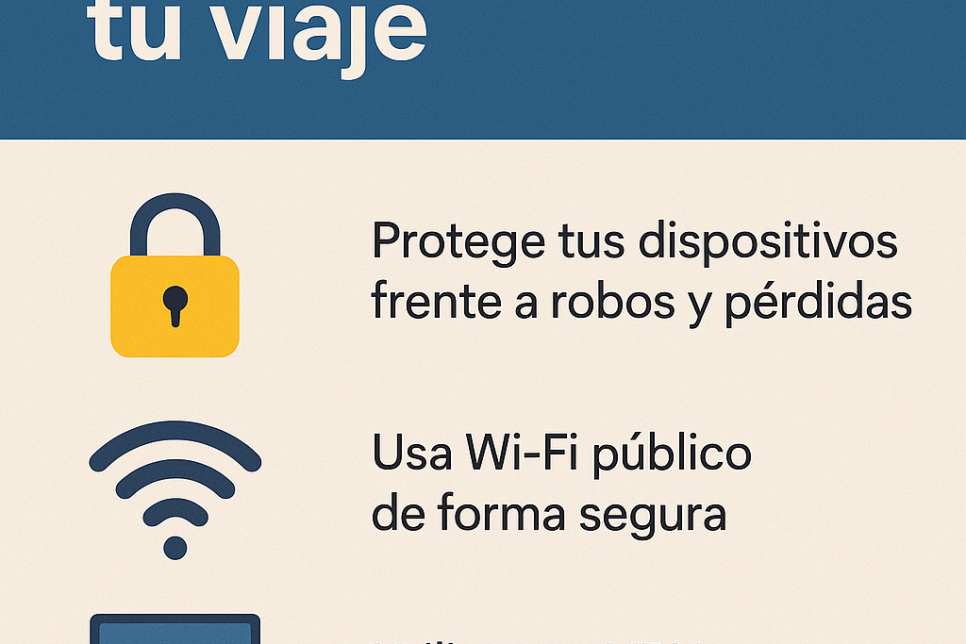 tu viaje
Protege tus dispositivos
frente a robos y pérdidas
Usa Wi-Fi público
de forma segura